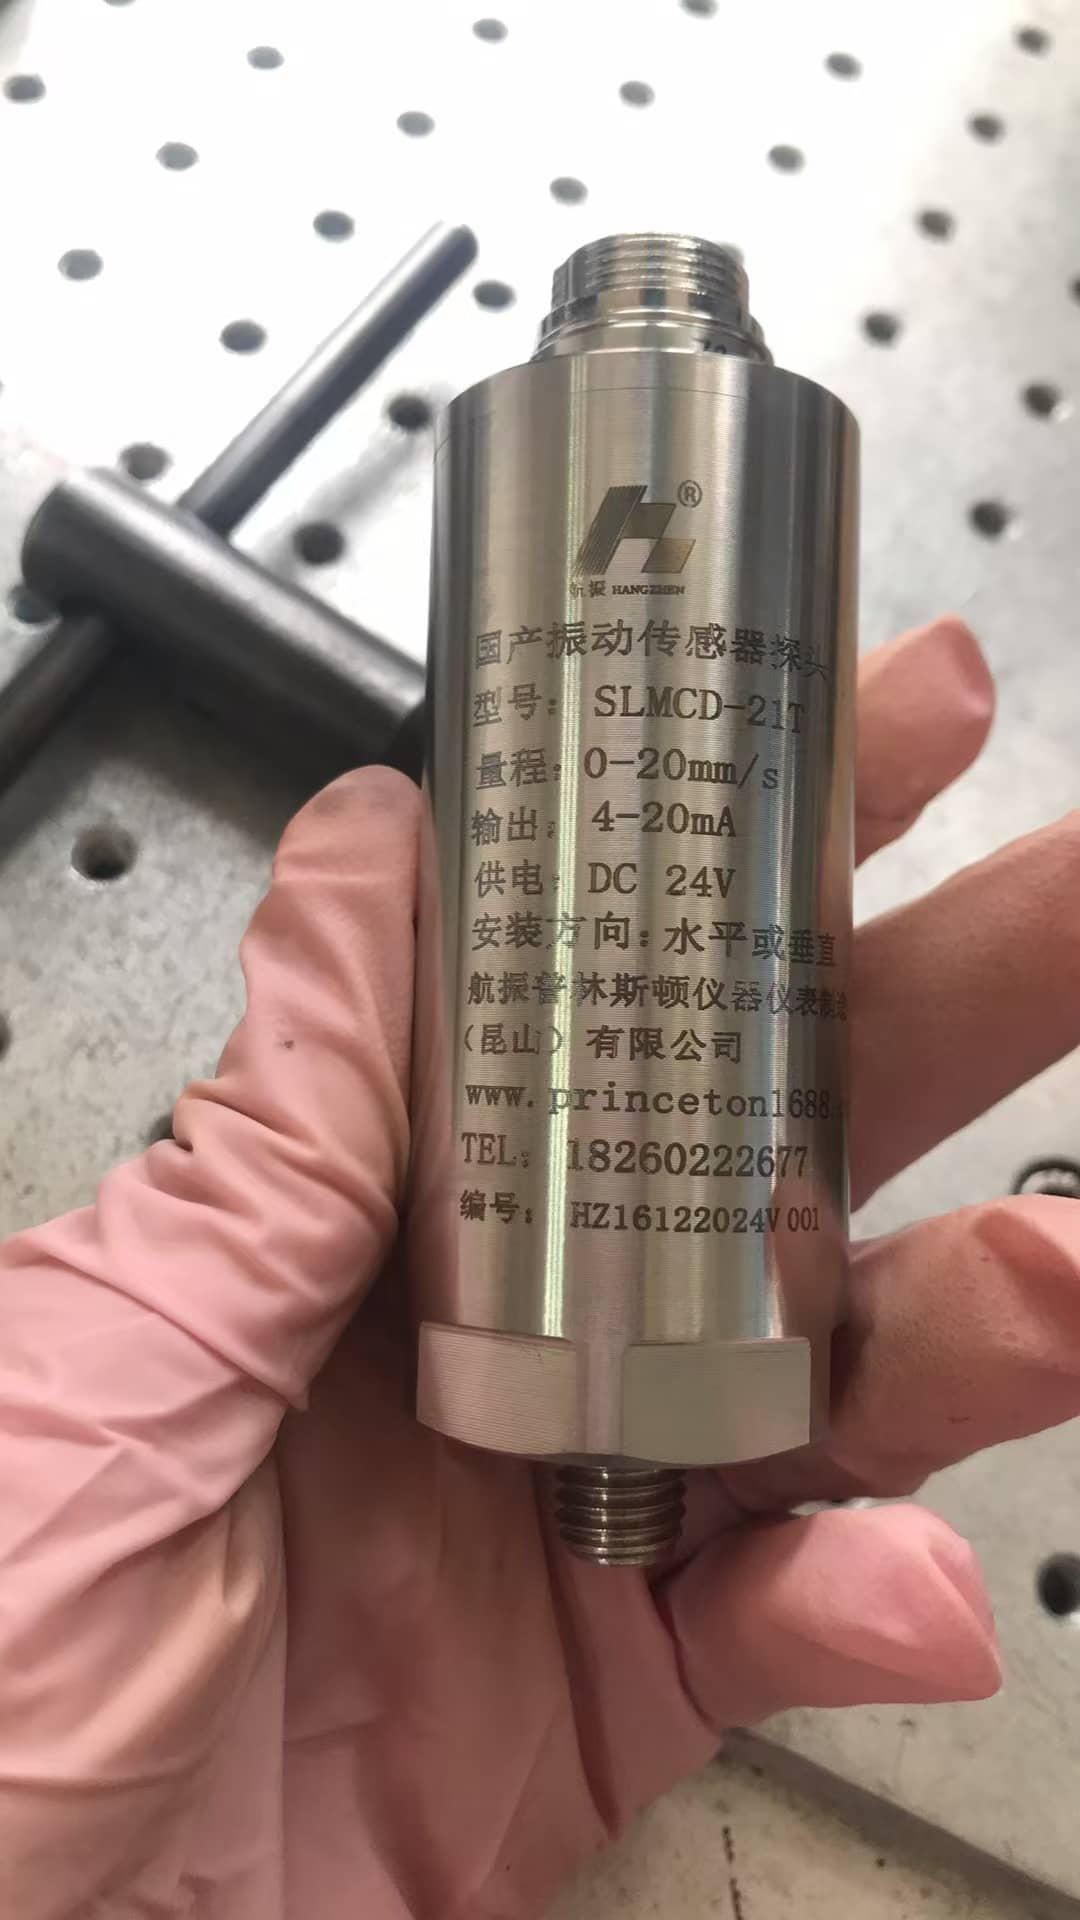 ®
航振 HANGZHEN
国产振动传感器探头
型号: SLMCD-21T
量程: 0-20mm/s
输出: 4-20mA
供电: DC 24V
安装方向: 水平或垂直
航振普林斯顿仪器仪表制造
(昆山) 有限公司
www.princeton1688.
TEL: 18260222677
编号: HZ16122024V001